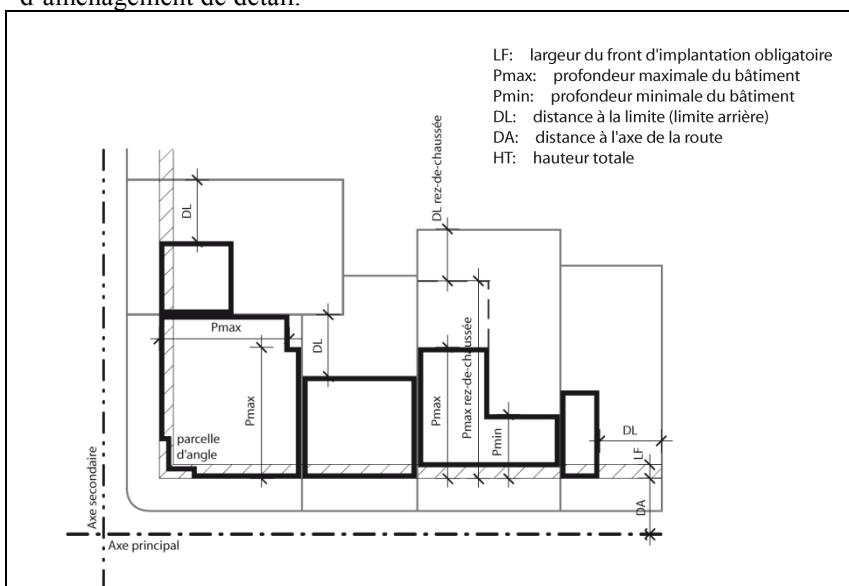 d'aménagement de détail.
LF: largeur du front d'implantation obligatoire
Pmax: profondeur maximale du bâtiment
Pmin: profondeur minimale du bâtiment
DL: distance à la limite (limite arrière)
DA: distance à l'axe de la route
HT: hauteur totale
DL rez-de-chaussée
DL
Pmax
DL
Pmax
Pmax
Pmax rez-de-chaussée
Pmin
DL
LF
parcelle
d'angle
DA
Axe secondaire
Axe principal